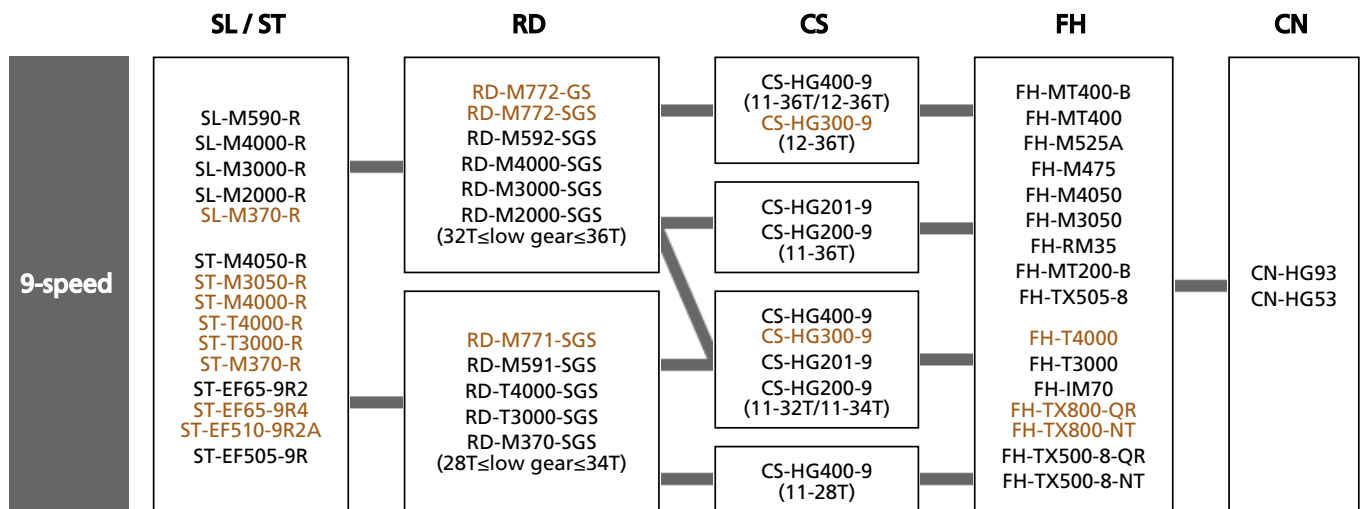 SL / ST
RD
CS
FH
CN
9-speed
SL-M590-R
SL-M4000-R
SL-M3000-R
SL-M2000-R
SL-M370-R
ST-M4050-R
ST-M3050-R
ST-M4000-R
ST-T4000-R
ST-T3000-R
ST-M370-R
ST-EF65-9R2
ST-EF65-9R4
ST-EF510-9R2A
ST-EF505-9R
RD-M772-GS
RD-M772-SGS
RD-M592-SGS
RD-M4000-SGS
RD-M3000-SGS
RD-M2000-SGS
(32T≤low gear≤36T)
RD-M771-SGS
RD-M591-SGS
RD-T4000-SGS
RD-T3000-SGS
RD-M370-SGS
(28T≤low gear≤34T)
CS-HG400-9
(11-36T/12-36T)
CS-HG300-9
(12-36T)
CS-HG201-9
CS-HG200-9
(11-36T)
CS-HG400-9
CS-HG300-9
CS-HG201-9
CS-HG200-9
(11-32T/11-34T)
CS-HG400-9
(11-28T)
FH-MT400-B
FH-MT400
FH-M525A
FH-M475
FH-M4050
FH-M3050
FH-RM35
FH-MT200-B
FH-TX505-8
FH-T4000
FH-T3000
FH-IM70
FH-TX800-QR
FH-TX800-NT
FH-TX500-8-QR
FH-TX500-8-NT
CN-HG93
CN-HG53